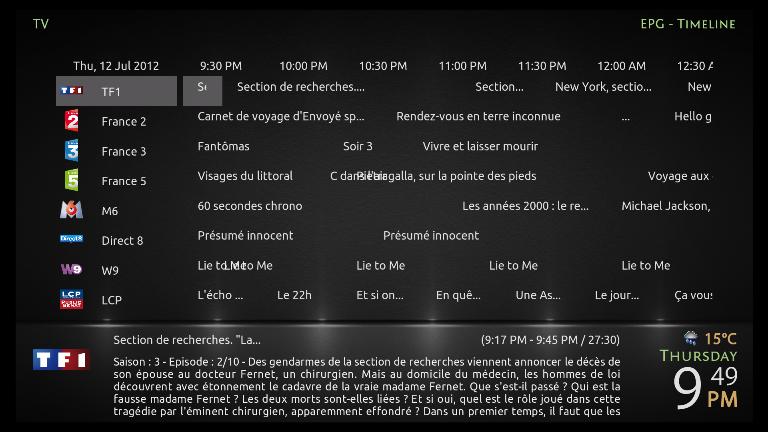 TV EPG - Timeline
Thu, 12 Jul 2012 9:30 PM 10:00 PM 10:30 PM 11:00 PM 11:30 PM 12:00 AM 12:30 A
TF1 TF1 Se Section de recherches.... Section... New York, sectio... New
2 France 2 Carnet de voyage d'Envoyé sp... Rendez-vous en terre inconnue ... Hello g
3 France 3 Fantômas Soir 3 Vivre et laisser mourir
5 France 5 Visages du littoral C dans l'air Pietragalla, sur la pointe des pieds Voyage aux
M6 M6 60 secondes chrono Les années 2000 : le re... Michael Jackson,
Direct8 Direct 8 Présumé innocent Présumé innocent
W9 W9 Lie to Me Lie to Me Lie to Me Lie to Me Lie to Me
LCP LCP L'écho ... Le 22h Et si on... En quê... Une As... Le jour... Ça vous
Section de recherches. "La... (9:17 PM - 9:45 PM / 27:30)
TF1
Saison : 3 - Episode : 2/10 - Des gendarmes de la section de recherches viennent annoncer le décès de
son épouse au docteur Fernet, un chirurgien. Mais au domicile du médecin, les hommes de loi
découvrent avec étonnement le cadavre de la vraie madame Fernet. Que s'est-il passé ? Qui est la
fausse madame Fernet ? Les deux morts sont-elles liées ? Et si oui, quel est le rôle joué dans cette
tragédie par l'éminent chirurgien, apparemment effondré ? Dans un premier temps, il faut que les
15°C
Thursday
9 49
PM